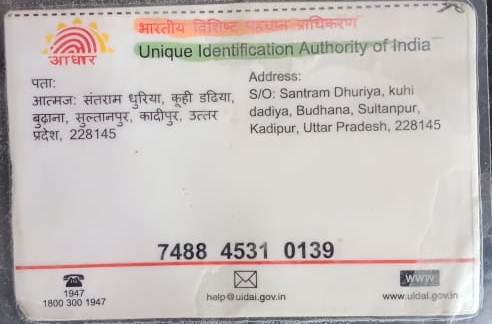 भारतीय विशिष्ट पहचान प्राधिकरण
Unique Identification Authority of India
आधार
पता:
आत्मज: संतराम धुरिया, कूही डढिया,
बुढ़ाना, सुल्तानपुर, कादीपुर, उत्तर
प्रदेश, 228145
Address:
S/O: Santram Dhuriya, kuhi
dadiya, Budhana, Sultanpur,
Kadipur, Uttar Pradesh, 228145
7488 4531 0139
1947
1800 300 1947
help@uidai.gov.in
WWW
www.uidai.gov.in